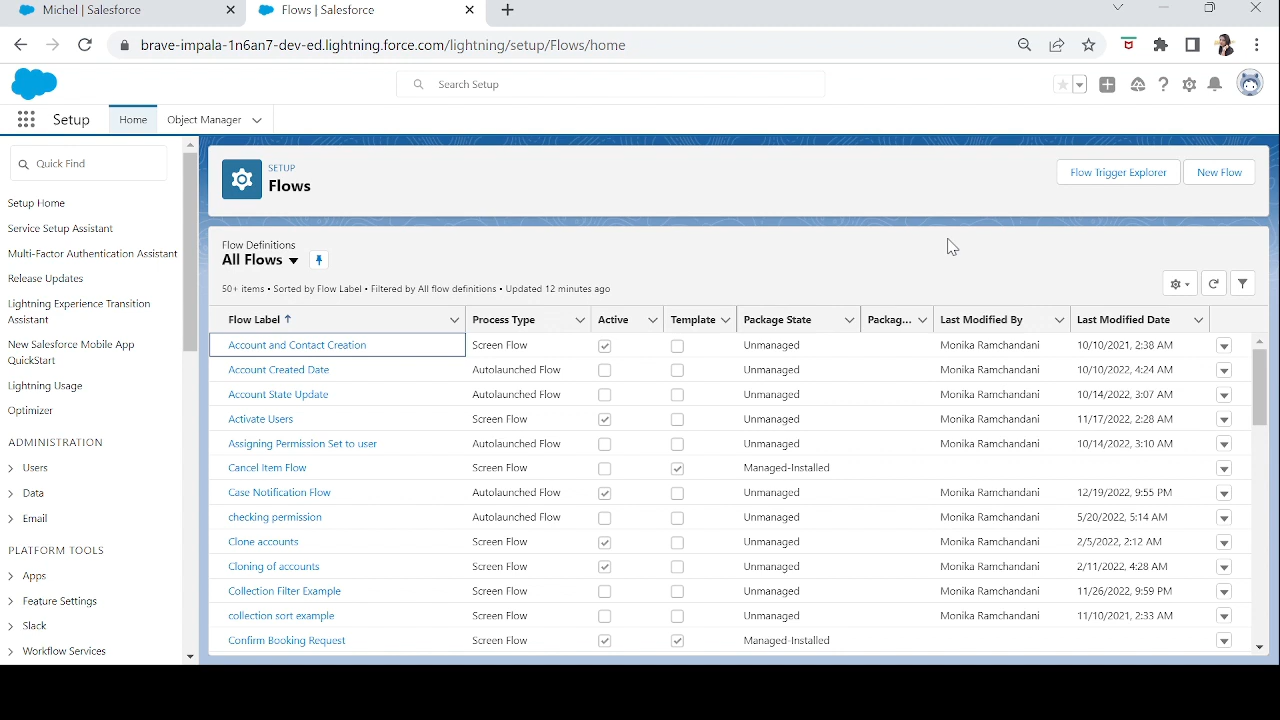 Michel | Salesforce
Flows | Salesforce
brave-impala-1n6an7-dev-ed.lightning.force.com/lightning/setup/Flows/home
Search Setup
Setup
Home
Object Manager
Quick Find
Setup Home
Service Setup Assistant
Multi-Factor Authentication Assistant
Release Updates
Lightning Experience Transition
Assistant
New Salesforce Mobile App
QuickStart
Lightning Usage
Optimizer
ADMINISTRATION
Users
Data
Email
PLATFORM TOOLS
Apps
Feature Settings
Slack
Workflow Services
SETUP
Flows
Flow Trigger Explorer
New Flow
Flow Definitions
All Flows
50+ items • Sorted by Flow Label • Filtered by All flow definitions • Updated 12 minutes ago
Flow Label Process Type Active Template Package State Packag... Last Modified By Last Modified Date
Account and Contact Creation Screen Flow Unmanaged Monika Ramchandani 10/10/2021, 2:38 AM
Account Created Date Autolaunched Flow Unmanaged Monika Ramchandani 10/10/2022, 4:24 AM
Account State Update Autolaunched Flow Unmanaged Monika Ramchandani 10/14/2022, 3:07 AM
Activate Users Screen Flow Unmanaged Monika Ramchandani 11/17/2022, 2:28 AM
Assigning Permission Set to user Autolaunched Flow Unmanaged Monika Ramchandani 10/14/2022, 3:10 AM
Cancel Item Flow Screen Flow Managed-Installed
Case Notification Flow Autolaunched Flow Unmanaged Monika Ramchandani 12/19/2022, 9:55 PM
checking permission Autolaunched Flow Unmanaged Monika Ramchandani 5/20/2022, 5:14 AM
Clone accounts Screen Flow Unmanaged Monika Ramchandani 2/5/2022, 2:12 AM
Cloning of accounts Screen Flow Unmanaged Monika Ramchandani 2/11/2022, 4:28 AM
Collection Filter Example Screen Flow Unmanaged Monika Ramchandani 11/26/2022, 9:59 PM
collection sort example Screen Flow Unmanaged Monika Ramchandani 11/10/2021, 2:33 AM
Confirm Booking Request Screen Flow Managed-Installed